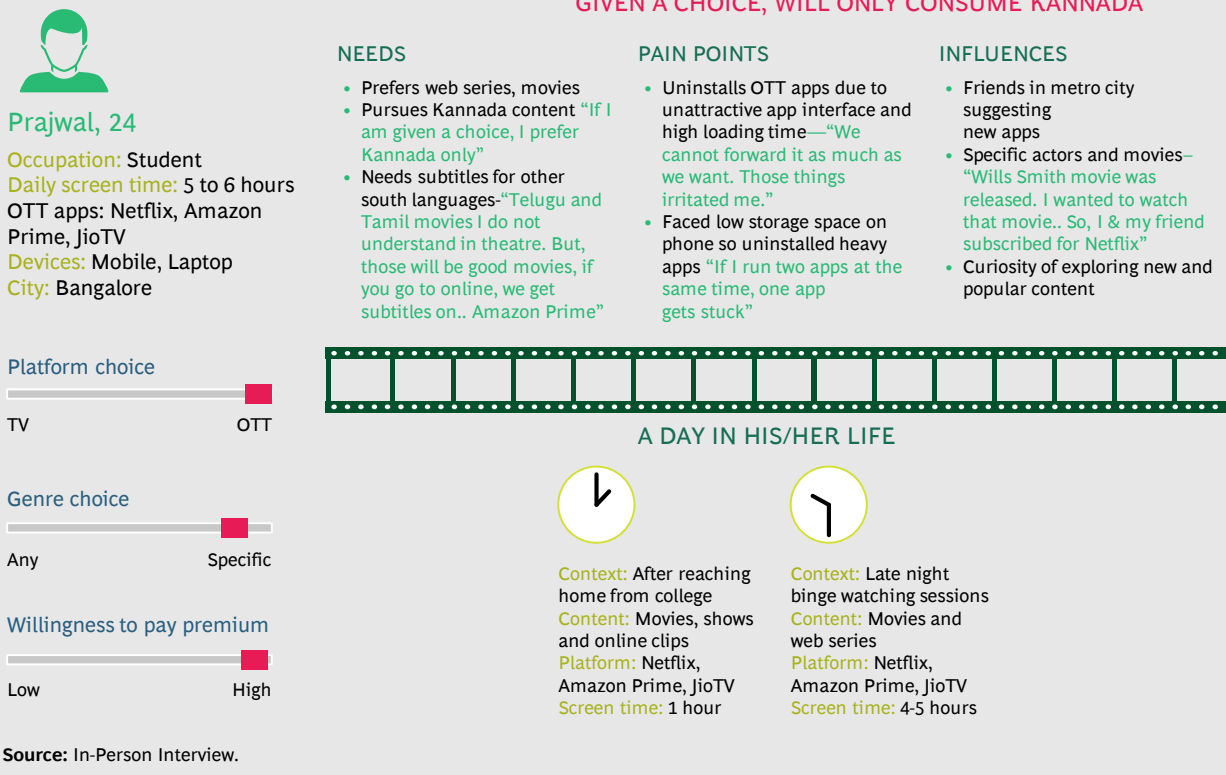 GIVEN A CHOICE, WILL ONLY CONSUME KANNADA
Prajwal, 24
Occupation: Student
Daily screen time: 5 to 6 hours
OTT apps: Netflix, Amazon
Prime, JioTV
Devices: Mobile, Laptop
City: Bangalore
NEEDS
• Prefers web series, movies
• Pursues Kannada content “If I
am given a choice, I prefer
Kannada only”
• Needs subtitles for other
south languages-“Telugu and
Tamil movies I do not
understand in theatre. But,
those will be good movies, if
you go to online, we get
subtitles on.. Amazon Prime”
PAIN POINTS
• Uninstalls OTT apps due to
unattractive app interface and
high loading time—“We
cannot forward it as much as
we want. Those things
irritated me.”
• Faced low storage space on
phone so uninstalled heavy
apps “If I run two apps at the
same time, one app
gets stuck”
INFLUENCES
• Friends in metro city
suggesting
new apps
• Specific actors and movies–
“Wills Smith movie was
released. I wanted to watch
that movie.. So, I & my friend
subscribed for Netflix”
• Curiosity of exploring new and
popular content
Platform choice
TV OTT
Genre choice
Any Specific
Willingness to pay premium
Low High
A DAY IN HIS/HER LIFE
Context: After reaching
home from college
Content: Movies, shows
and online clips
Platform: Netflix,
Amazon Prime, JioTV
Screen time: 1 hour
Context: Late night
binge watching sessions
Content: Movies and
web series
Platform: Netflix,
Amazon Prime, JioTV
Screen time: 4-5 hours
Source: In-Person Interview.